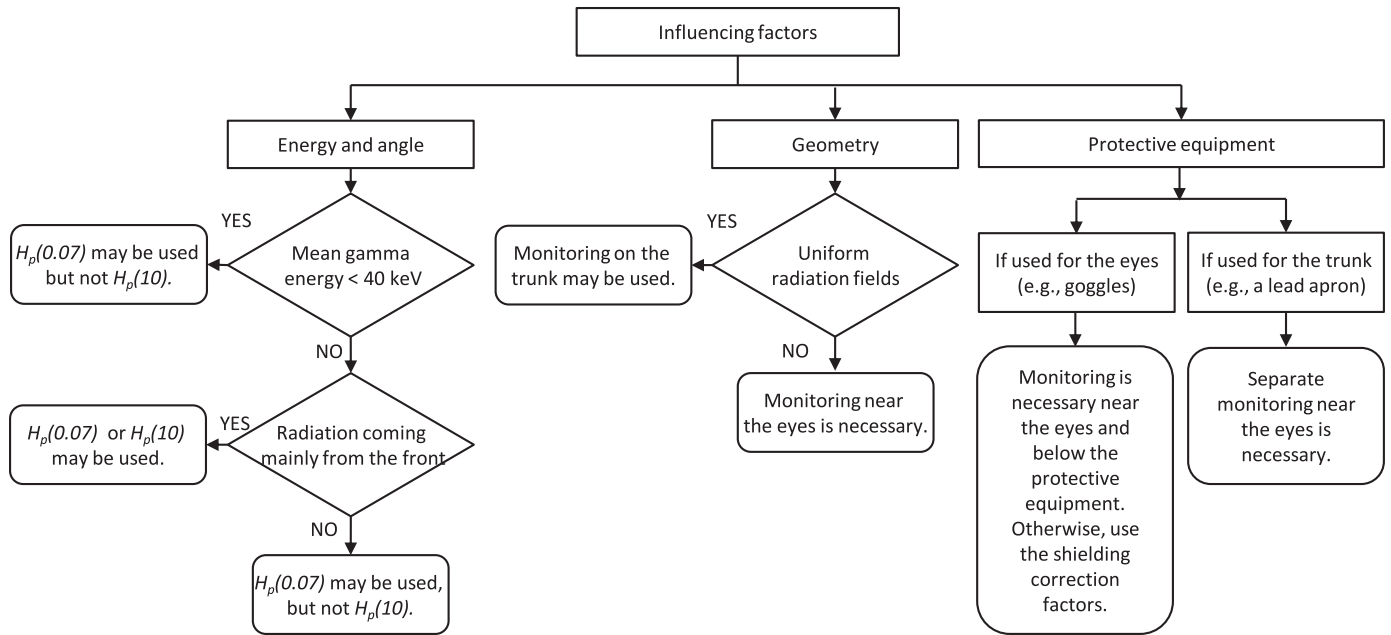 Influencing factors
Energy and angle
YES
Mean gamma
energy < 40 keV
Hp(0.07) may be used
but not Hp(10).
NO
YES
Radiation coming
mainly from the front
Hp(0.07) or Hp(10)
may be used.
NO
Hp(0.07) may be used,
but not Hp(10).
Geometry
YES
Uniform
radiation fields
Monitoring on the
trunk may be used.
NO
Monitoring near
the eyes is necessary.
Protective equipment
If used for the eyes
(e.g., goggles)
Monitoring is
necessary near
the eyes and
below the
protective
equipment.
Otherwise, use
the shielding
correction
factors.
If used for the trunk
(e.g., a lead apron)
Separate
monitoring near
the eyes is
necessary.